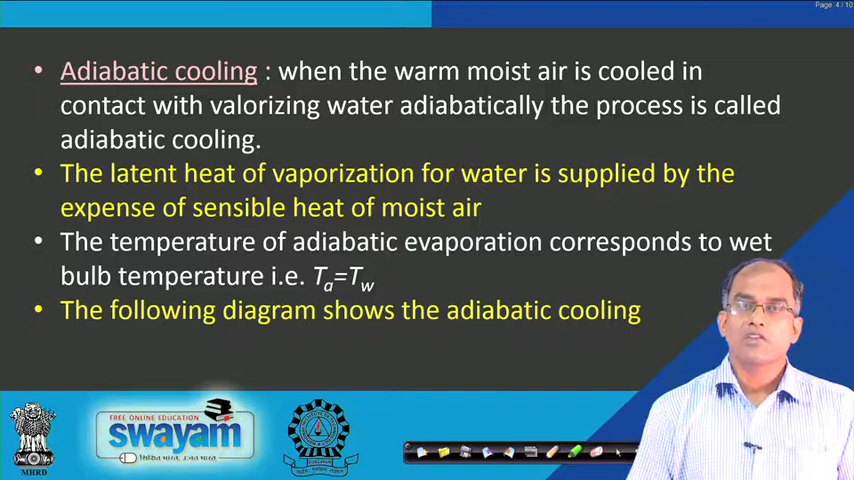 Page 4 / 10
• Adiabatic cooling : when the warm moist air is cooled in
contact with valorizing water adiabatically the process is called
adiabatic cooling.
• The latent heat of vaporization for water is supplied by the
expense of sensible heat of moist air
• The temperature of adiabatic evaporation corresponds to wet
bulb temperature i.e. Ta=Tw
• The following diagram shows the adiabatic cooling
FREE ONLINE EDUCATION
swayam
MHRD